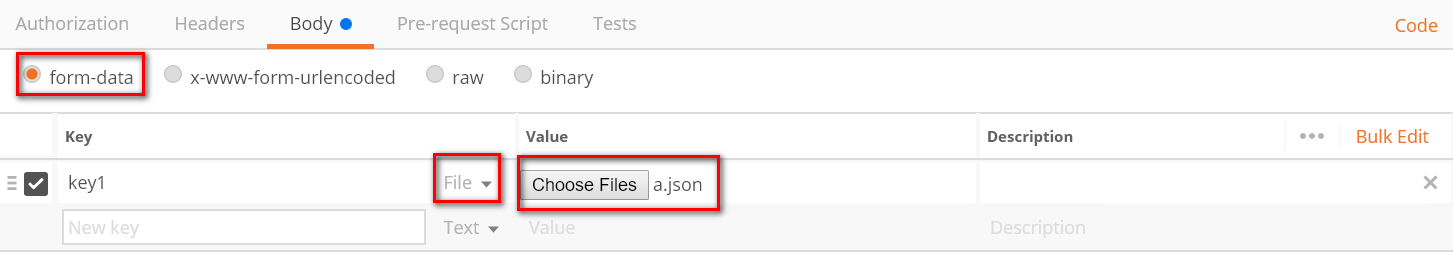 Authorization Headers Body Pre-request Script Tests Code
form-data x-www-form-urlencoded raw binary
Key Value Description Bulk Edit
key1 File Choose Files a.json
New key Text Value Description